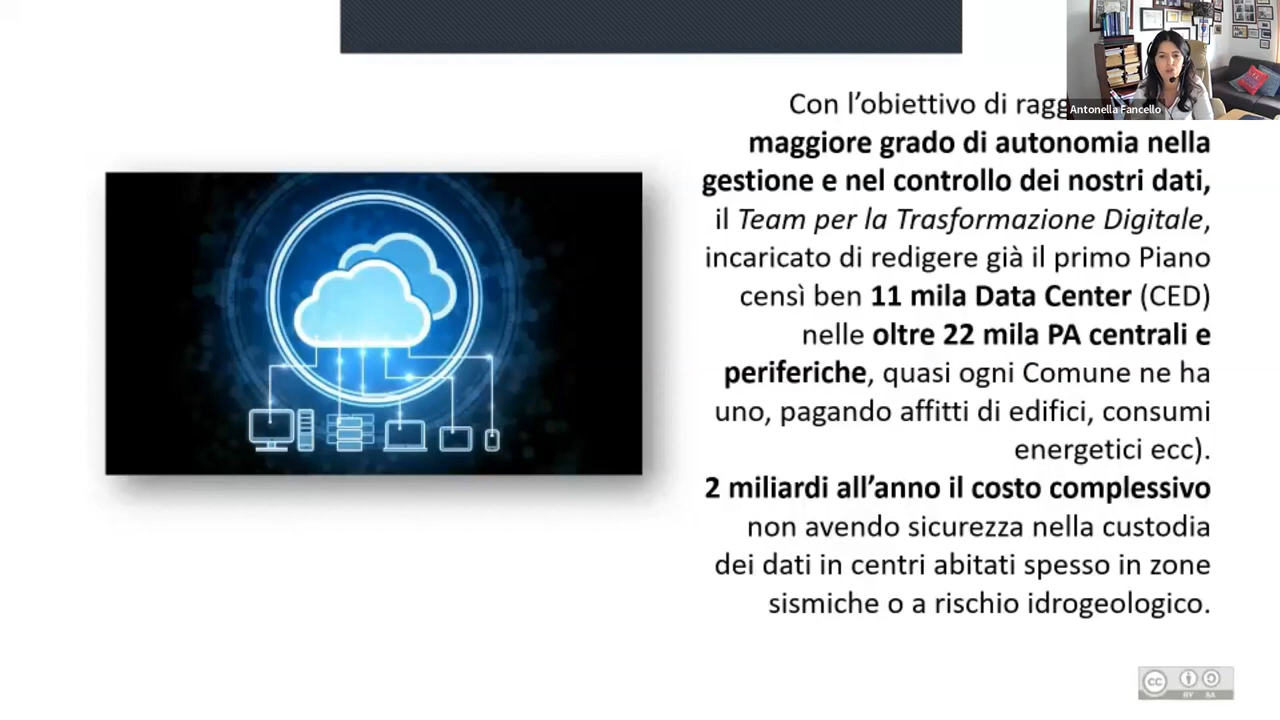 Antonella Fancello
Con l’obiettivo di
maggiore grado di autonomia nella
gestione e nel controllo dei nostri dati,
il Team per la Trasformazione Digitale,
incaricato di redigere già il primo Piano
censì ben 11 mila Data Center (CED)
nelle oltre 22 mila PA centrali e
periferiche, quasi ogni Comune ne ha
uno, pagando affitti di edifici, consumi
energetici ecc).
2 miliardi all’anno il costo complessivo
non avendo sicurezza nella custodia
dei dati in centri abitati spesso in zone
sismiche o a rischio idrogeologico.
cc
BY SA